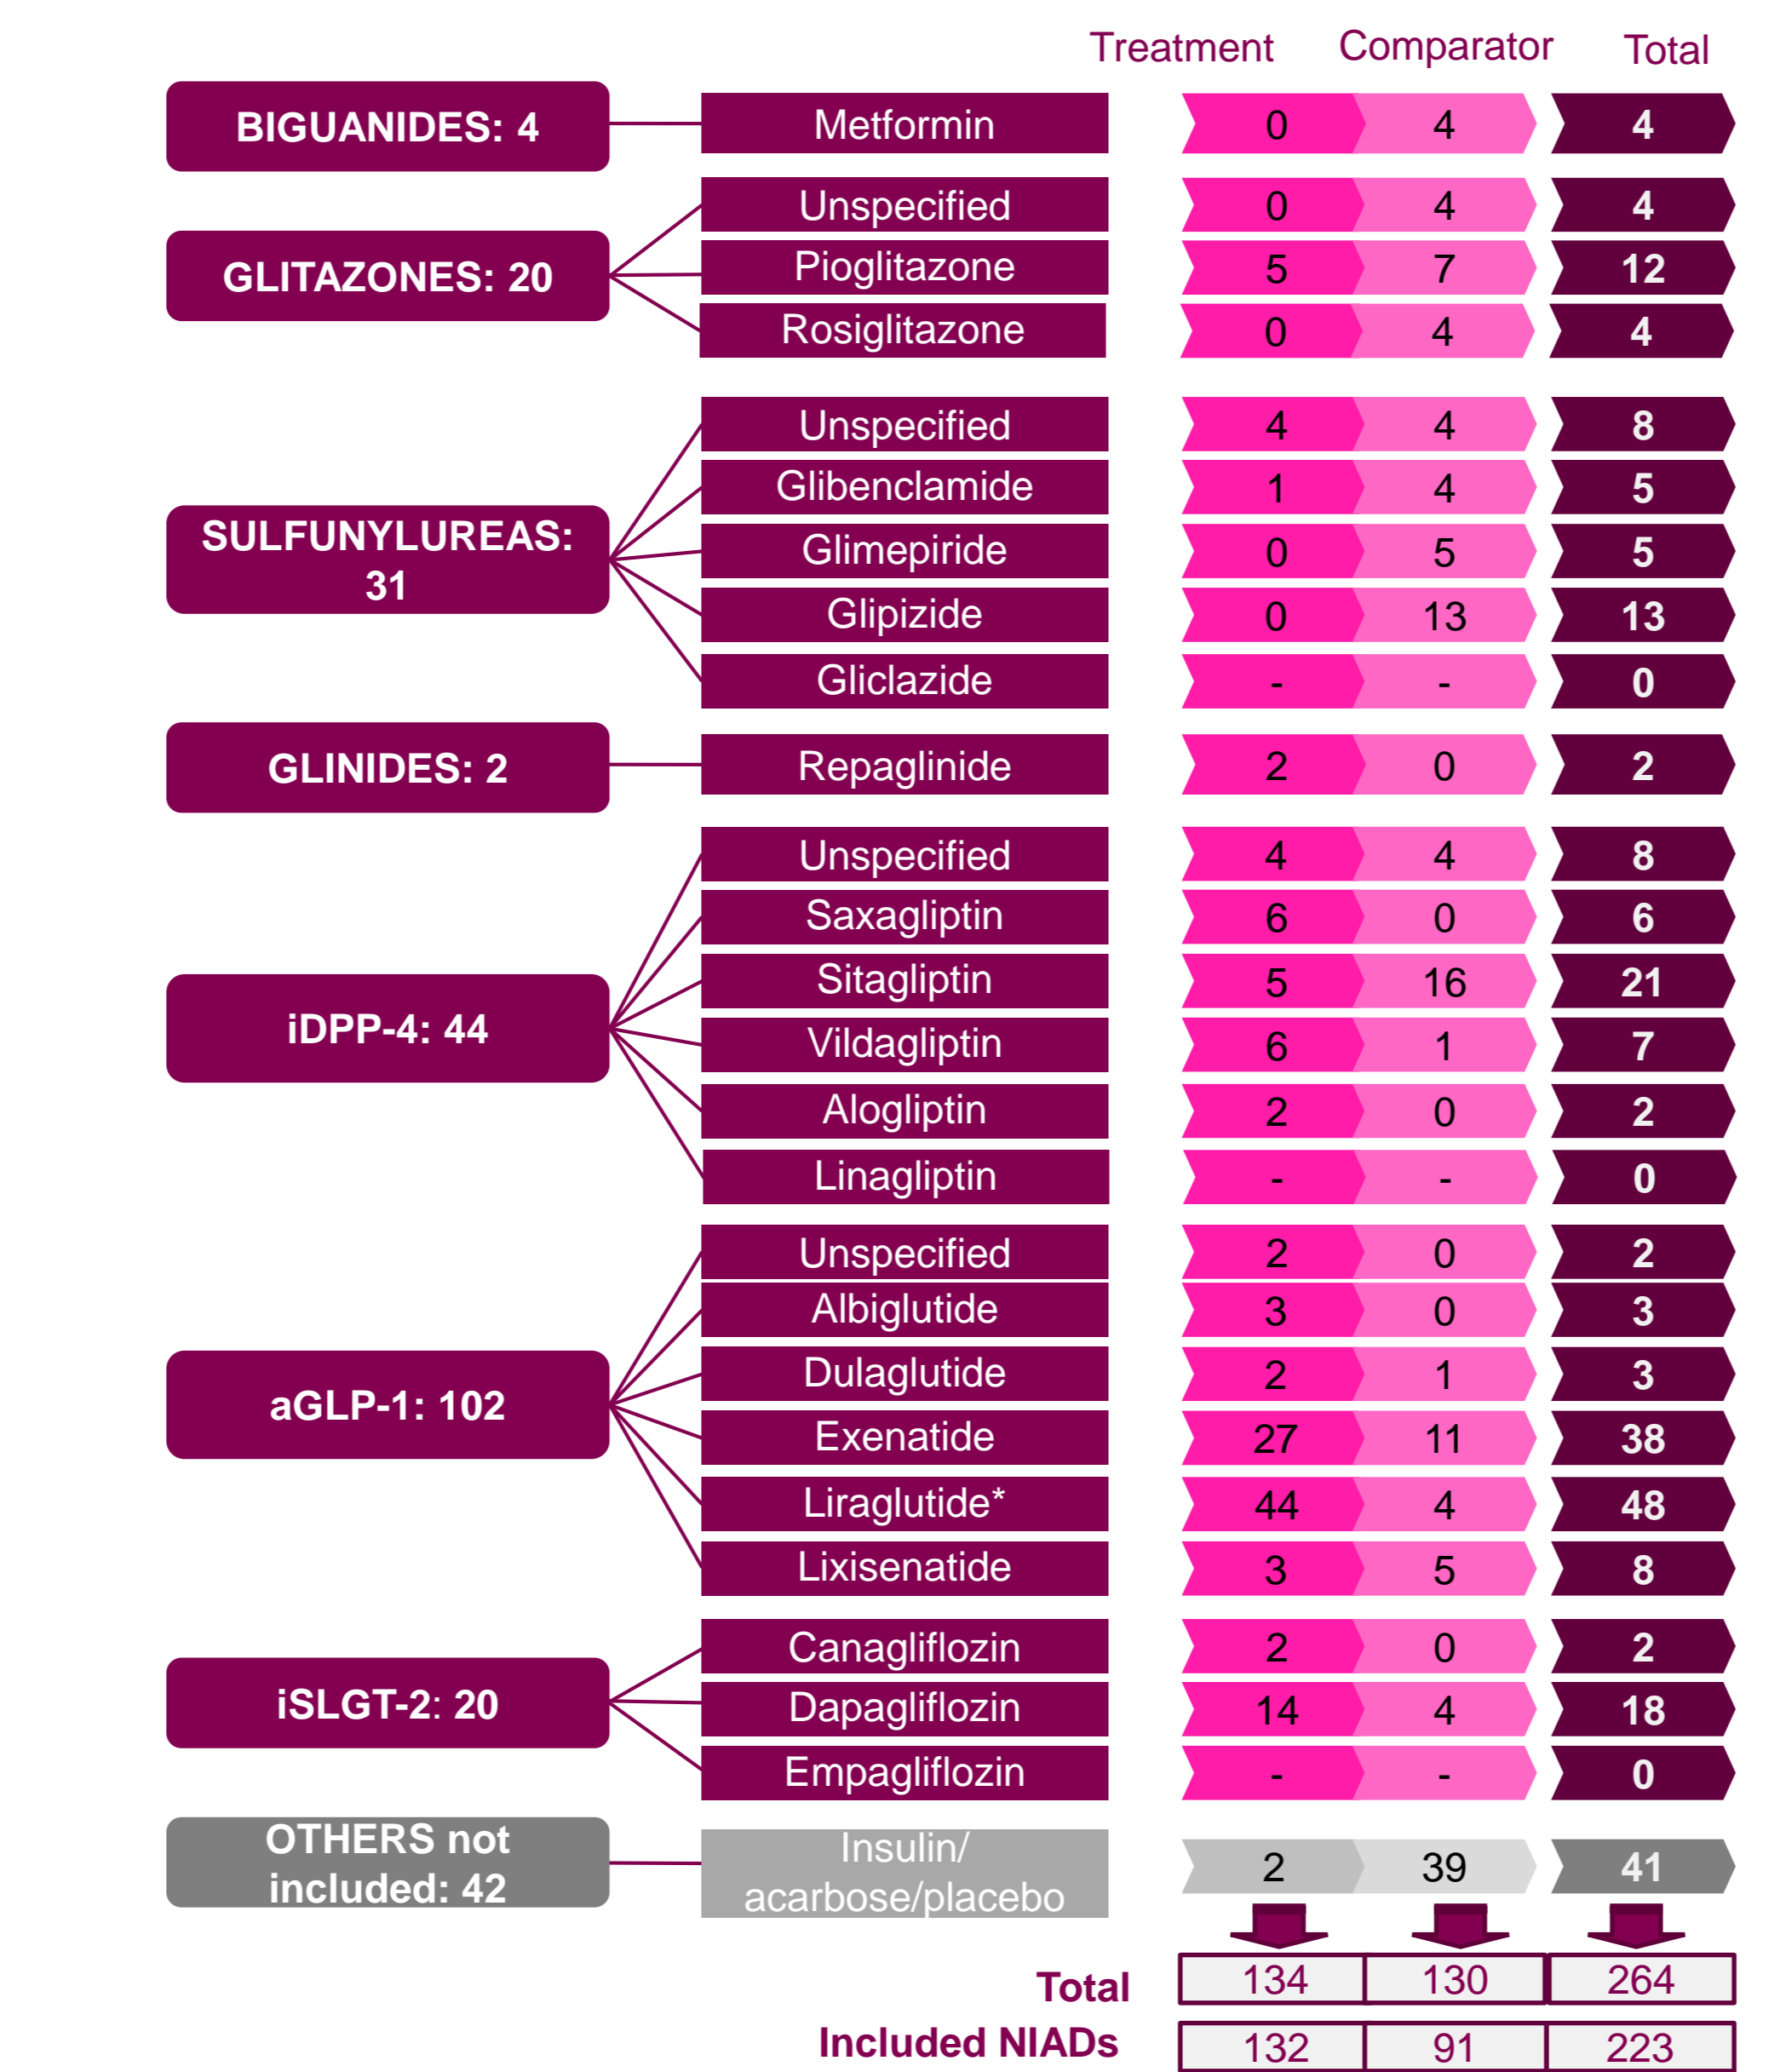 Treatment Comparator Total
BIGUANIDES: 4 Metformin 0 4 4
Unspecified 0 4 4
GLITAZONES: 20 Pioglitazone 5 7 12
Rosiglitazone 0 4 4
Unspecified 4 4 8
Glibenclamide 1 4 5
SULFUNYLUREAS:
31
Glimepiride 0 5 5
Glipizide 0 13 13
Gliclazide - - 0
GLINIDES: 2 Repaglinide 2 0 2
Unspecified 4 4 8
Saxagliptin 6 0 6
Sitagliptin 5 16 21
iDPP-4: 44 Vildagliptin 6 1 7
Alogliptin 2 0 2
Linagliptin - - 0
Unspecified 2 0 2
Albiglutide 3 0 3
Dulaglutide 2 1 3
aGLP-1: 102 Exenatide 27 11 38
Liraglutide* 44 4 48
Lixisenatide 3 5 8
Canagliflozin 2 0 2
iSLGT-2: 20 Dapagliflozin 14 4 18
Empagliflozin - - 0
OTHERS not
included: 42
Insulin/
acarbose/placebo
2 39 41
Total 134 130 264
Included NIADs 132 91 223